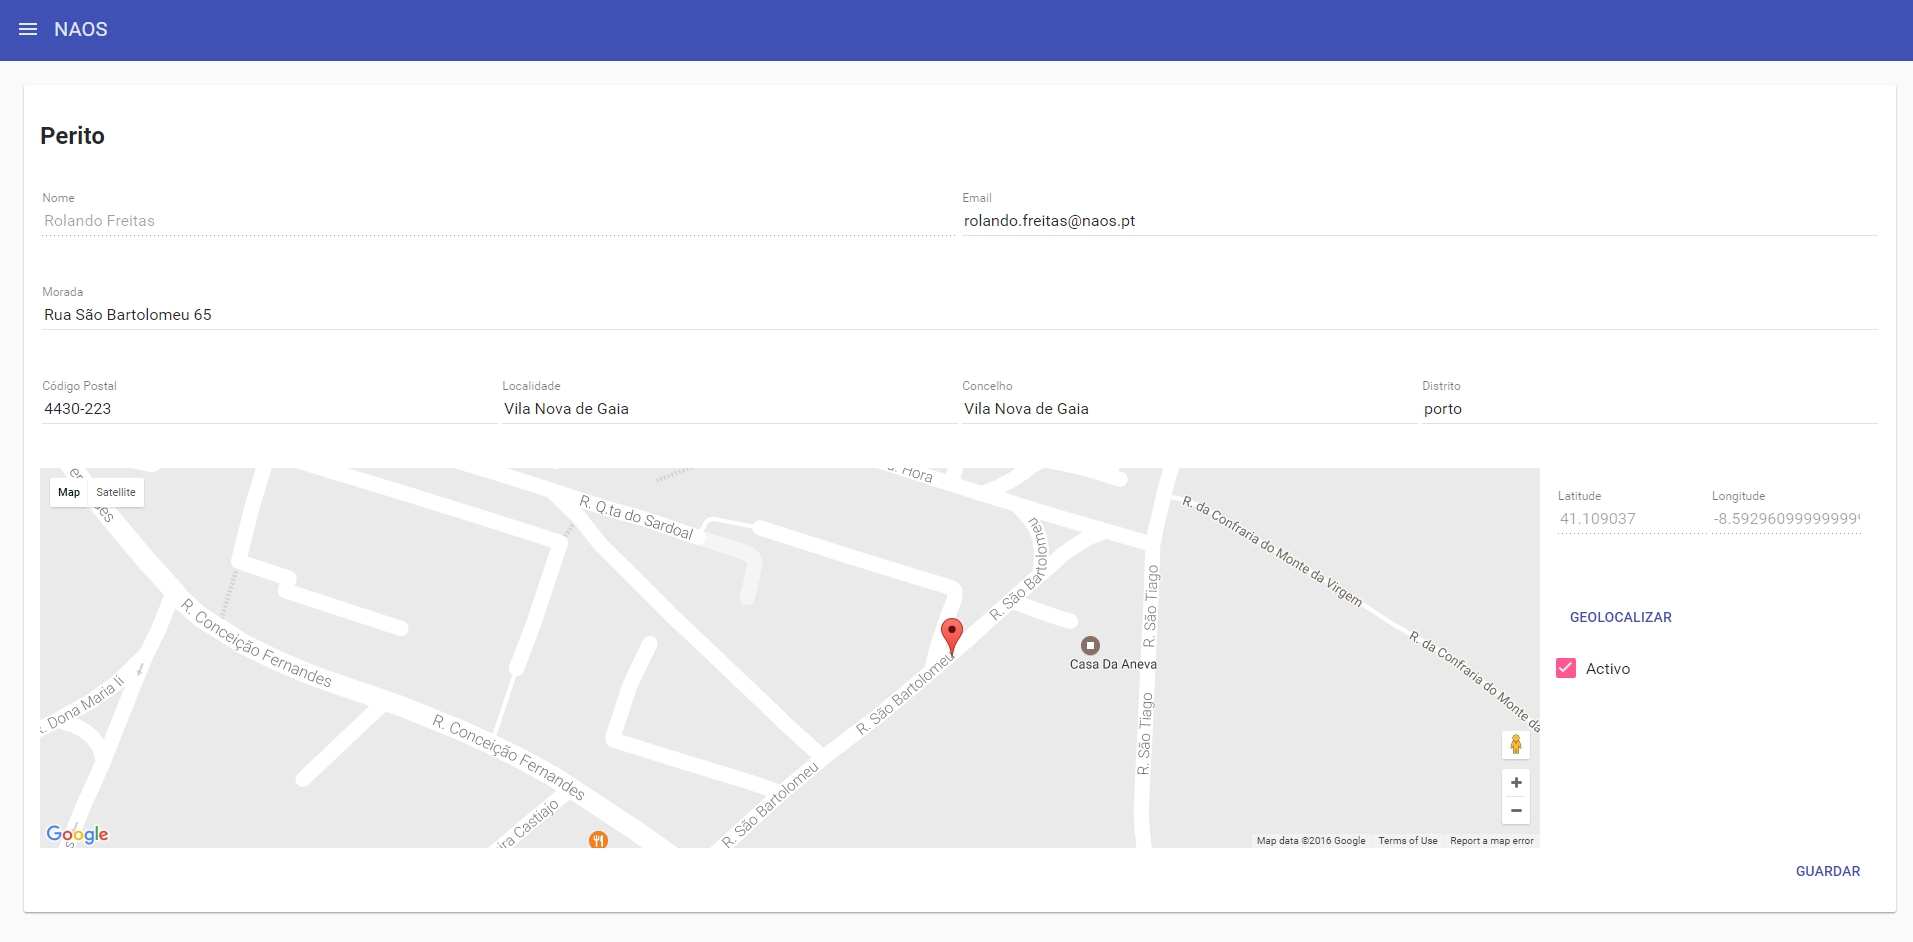 NAOS
Perito
Nome
Rolando Freitas
Email
rolando.freitas@naos.pt
Morada
Rua São Bartolomeu 65
Código Postal
4430-223
Localidade
Vila Nova de Gaia
Concelho
Vila Nova de Gaia
Distrito
porto
Map
Satellite
R. Q.ta do Sardoal
Hora
R. São Bartolomeu
R. da Confraria do Monte da Virgem
R. São Tiago
R. Conceição Fernandes
Casa Da Aneva
R. da Confraria do Monte da
Dona Maria Ii
R. São Bartolomeu
R. Conceição Fernandes
R. São Tiago
R. São Bartolomeu
Google
Map data ©2016 Google
Terms of Use
Report a map error
Latitude
41.109037
Longitude
-8.59296099999999
GEOLOCALIZAR
Activo
GUARDAR